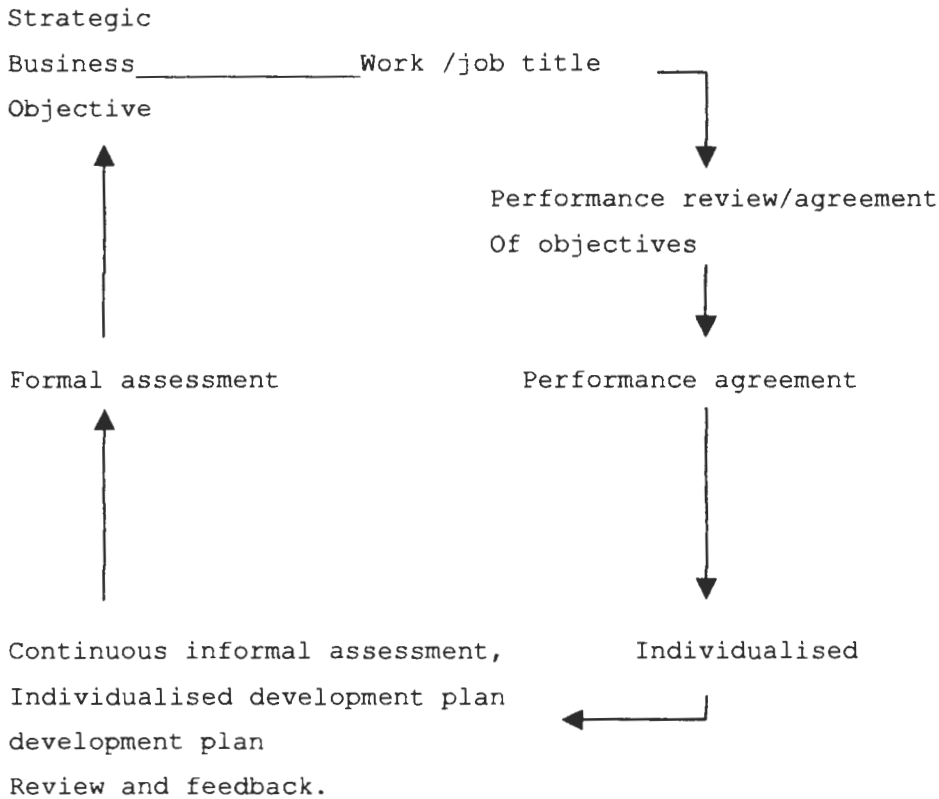 Strategic
Business Work /job title
Objective
Performance review/agreement
Of objectives
Formal assessment Performance agreement
Continuous informal assessment, Individualised
Individualised development plan
development plan
Review and feedback.